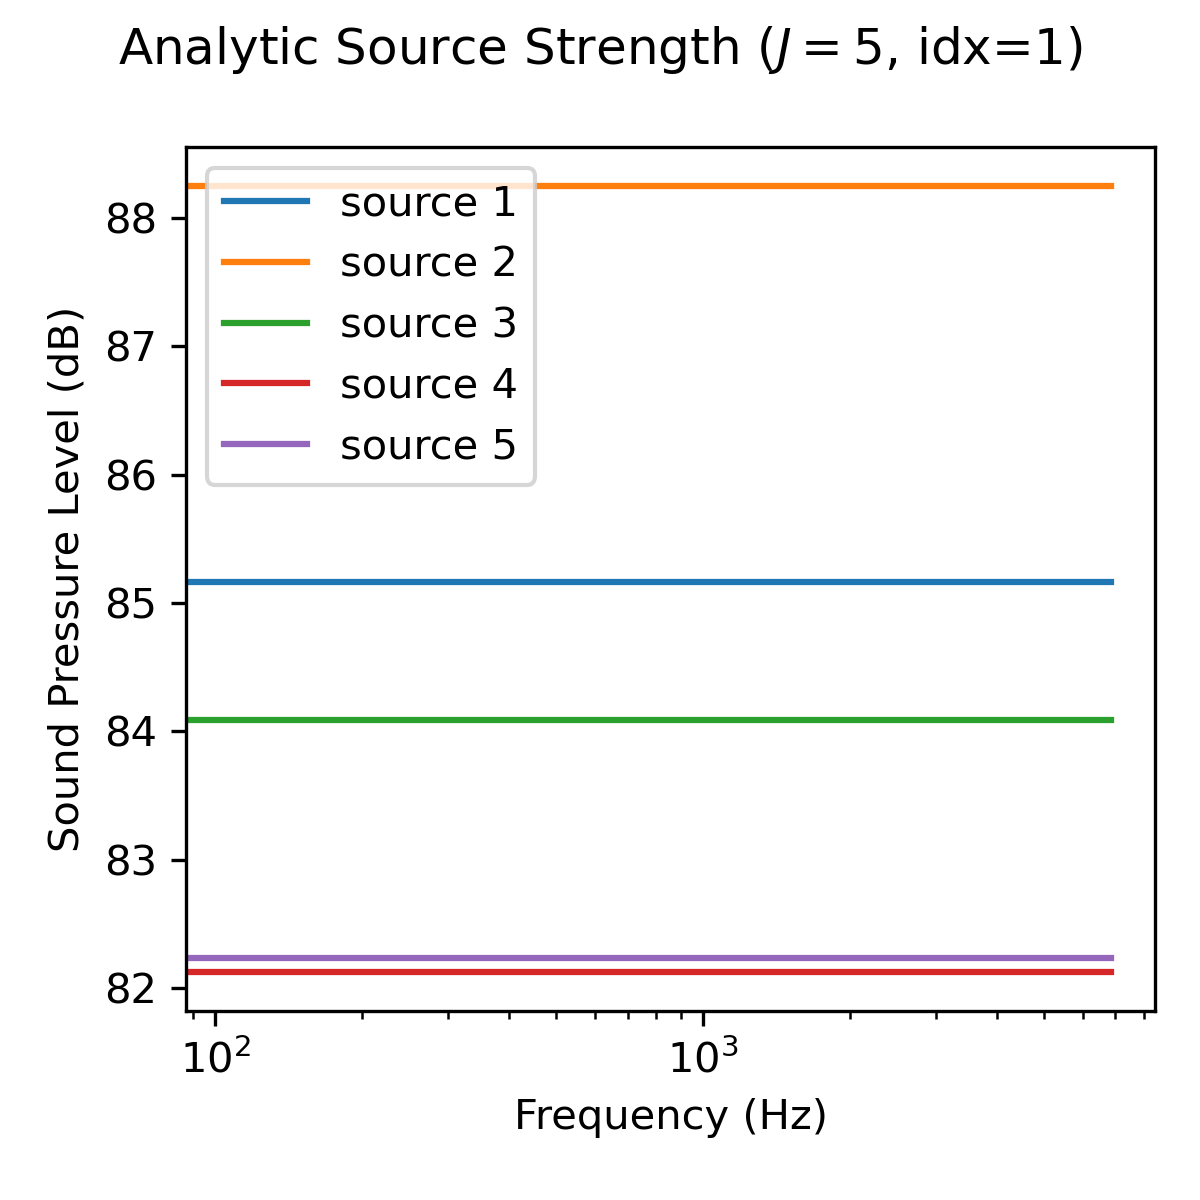 Analytic Source Strength (J = 5, idx=1)
source 1
source 2
source 3
source 4
source 5
88
87
86
85
84
83
82
Sound Pressure Level (dB)
10²
10³
Frequency (Hz)